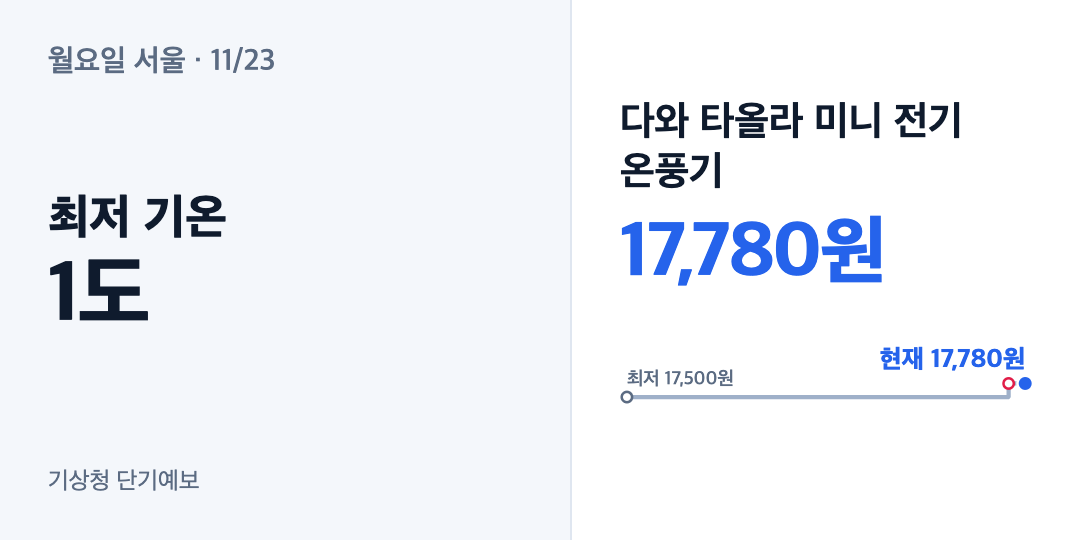 월요일 서울 · 11/23
최저 기온
1도
기상청 단기예보
다와 타올라 미니 전기
온풍기
17,780원
현재 17,780원
최저 17,500원